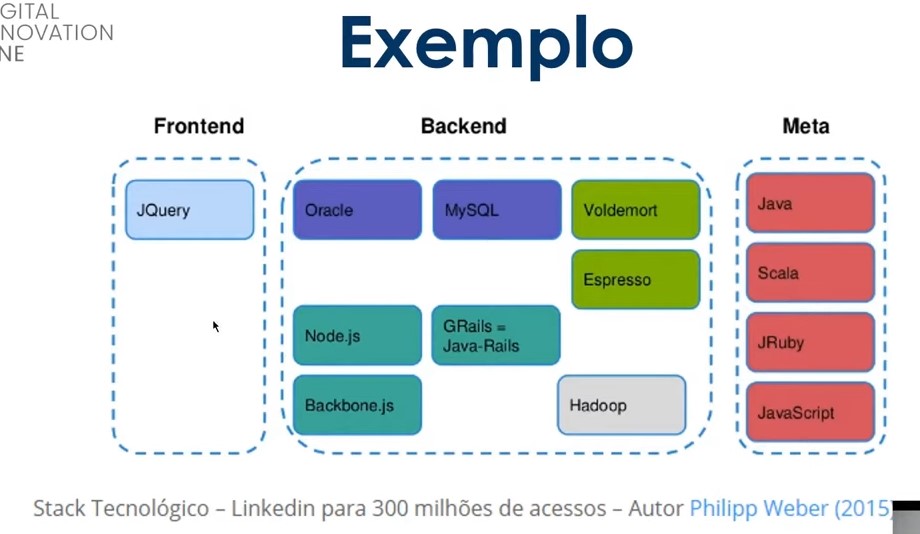 GITAL
NOVATION
NE
Exemplo
Frontend
Backend
Meta
JQuery
Oracle
MySQL
Voldemort
Espresso
Node.js
GRails =
Java-Rails
Backbone.js
Hadoop
Java
Scala
JRuby
JavaScript
Stack Tecnológico – Linkedin para 300 milhões de acessos – Autor Philipp Weber (2015)